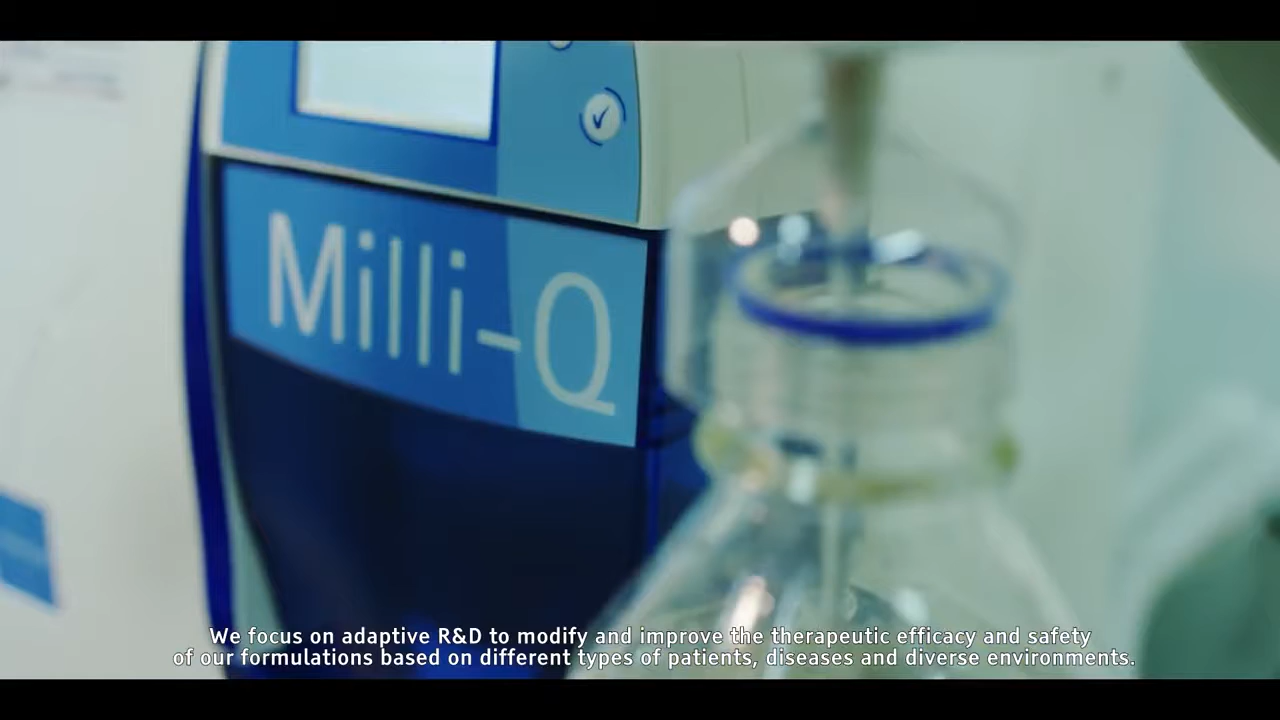 Milli-Q
We focus on adaptive R&D to modify and improve the therapeutic efficacy and safety
of our formulations based on different types of patients, diseases and diverse environments.